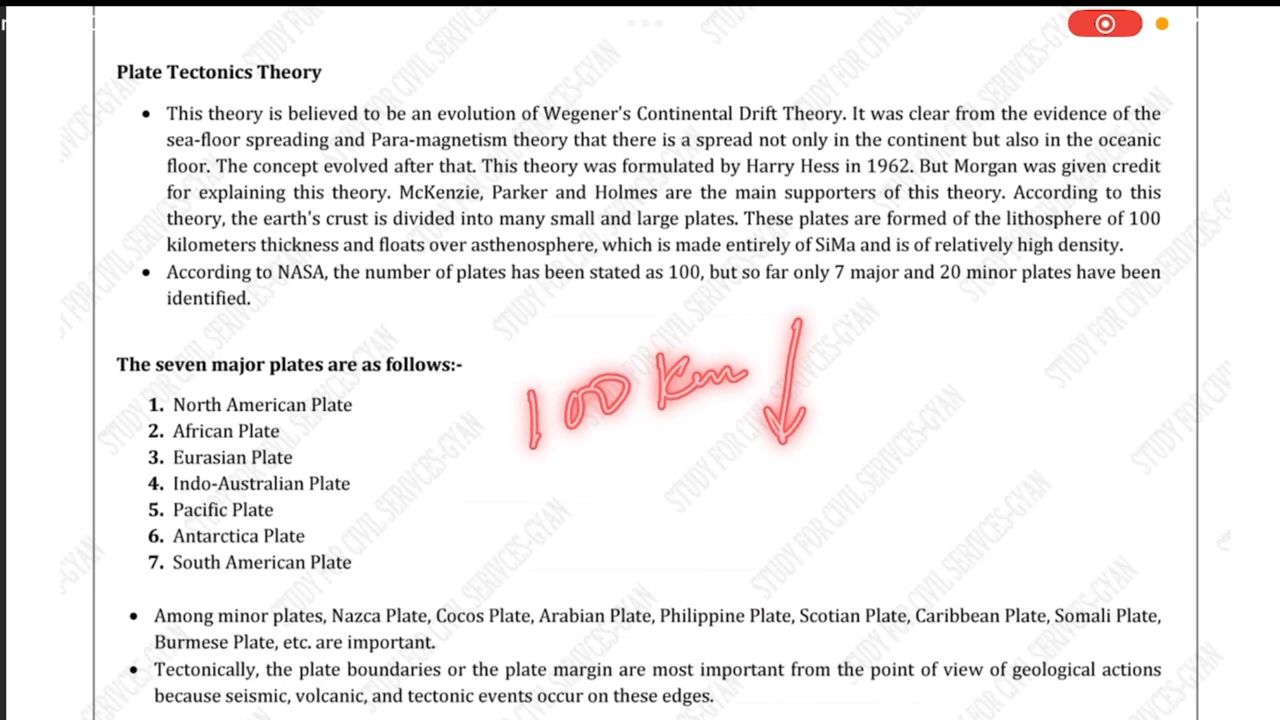 Plate Tectonics Theory
• This theory is believed to be an evolution of Wegener's Continental Drift Theory. It was clear from the evidence of the
sea-floor spreading and Para-magnetism theory that there is a spread not only in the continent but also in the oceanic
floor. The concept evolved after that. This theory was formulated by Harry Hess in 1962. But Morgan was given credit
for explaining this theory. McKenzie, Parker and Holmes are the main supporters of this theory. According to this
theory, the earth's crust is divided into many small and large plates. These plates are formed of the lithosphere of 100
kilometers thickness and floats over asthenosphere, which is made entirely of SiMa and is of relatively high density.
• According to NASA, the number of plates has been stated as 100, but so far only 7 major and 20 minor plates have been
identified.
The seven major plates are as follows:-
100 Km
1. North American Plate
2. African Plate
3. Eurasian Plate
4. Indo-Australian Plate
5. Pacific Plate
6. Antarctica Plate
7. South American Plate
• Among minor plates, Nazca Plate, Cocos Plate, Arabian Plate, Philippine Plate, Scotian Plate, Caribbean Plate, Somali Plate,
Burmese Plate, etc. are important.
• Tectonically, the plate boundaries or the plate margin are most important from the point of view of geological actions
because seismic, volcanic, and tectonic events occur on these edges.
STUDY FOR CIVIL SERIVCES-GYAN